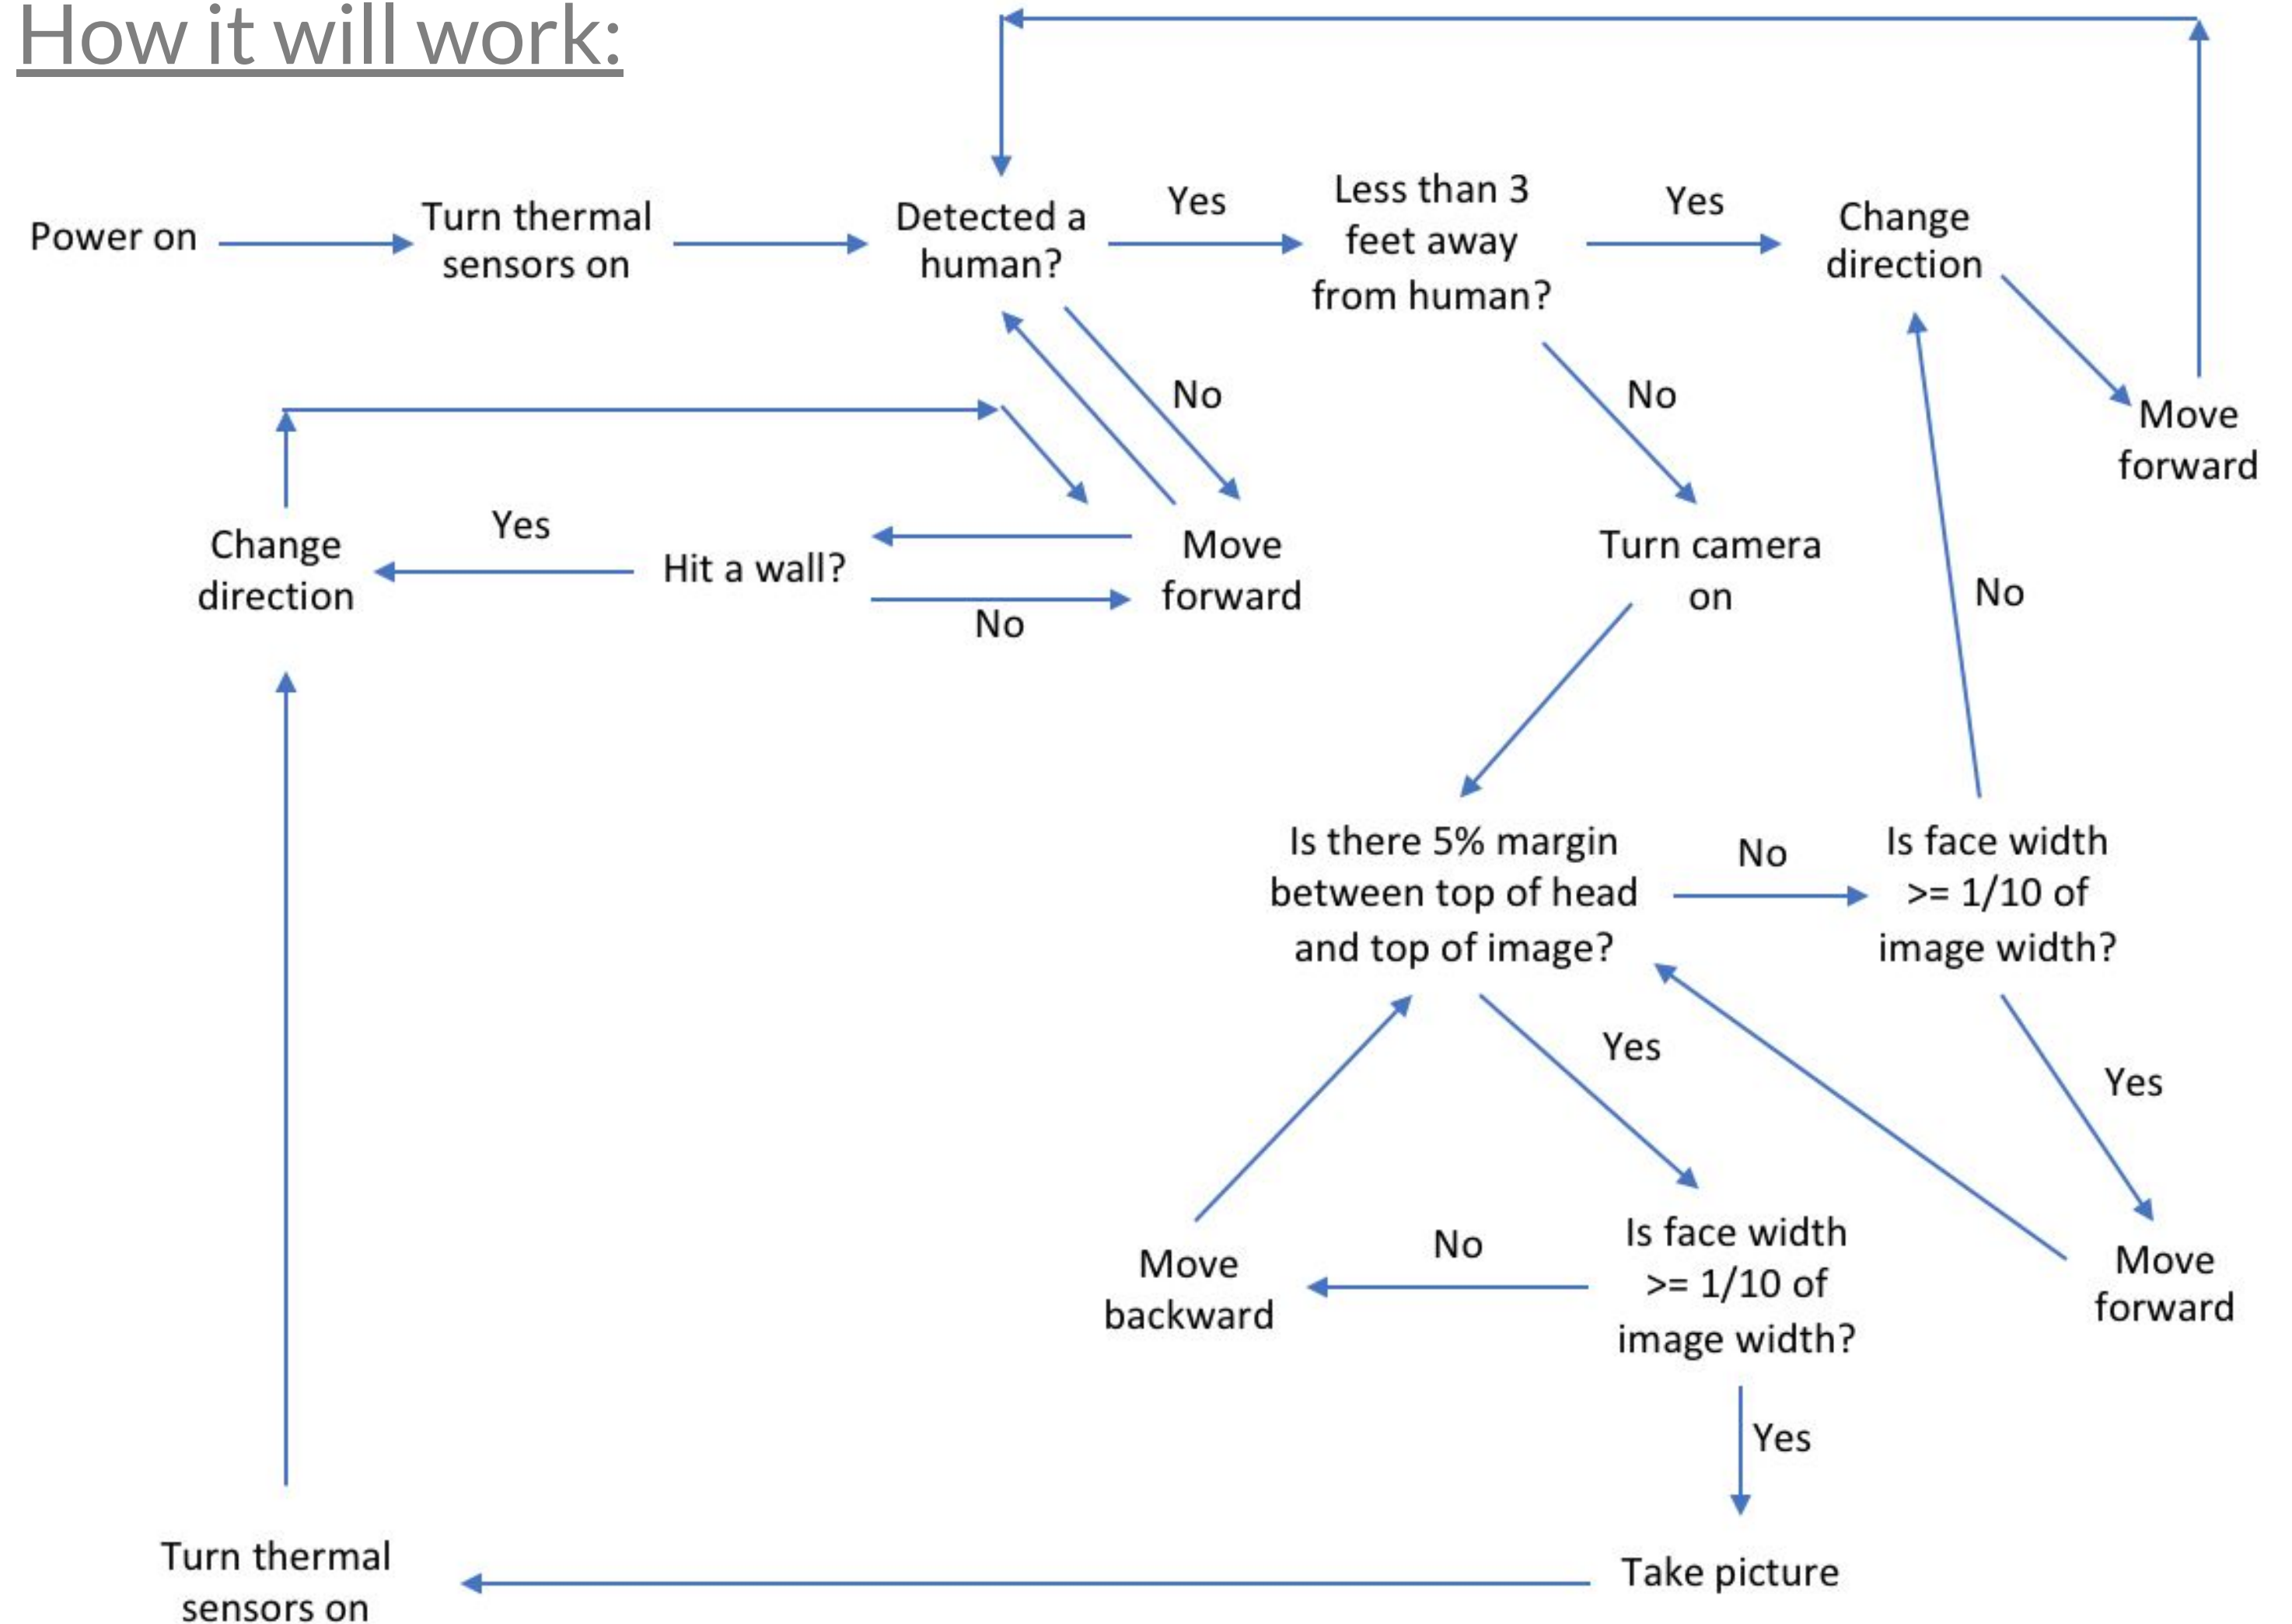 How it will work:
Power on
Turn thermal
sensors on
Detected a
human?
Yes
Less than 3
feet away
from human?
Yes
Change
direction
No
No
Move
forward
Change
direction
Yes
Hit a wall?
No
Move
forward
Turn camera
on
No
Is there 5% margin
between top of head
and top of image?
No
Is face width
>= 1/10 of
image width?
Yes
Yes
Move
backward
No
Is face width
>= 1/10 of
image width?
Move
forward
Yes
Turn thermal
sensors on
Take picture